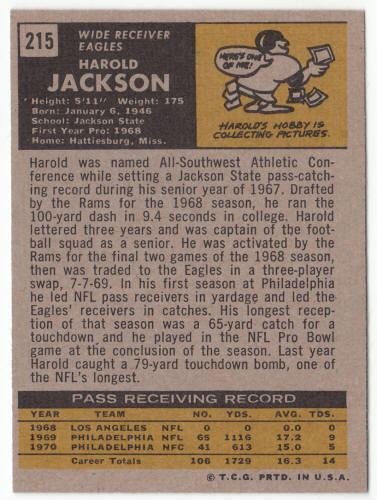 215
WIDE RECEIVER
EAGLES
HAROLD
JACKSON
Height: 5'11" Weight: 175
Born: January 6, 1946
School: Jackson State
First Year Pro: 1968
Home: Hattiesburg, Miss.
HERE'S ONE
OF ME!
HAROLD'S HOBBY IS
COLLECTING PICTURES.
Harold was named All-Southwest Athletic Con-
ference while setting a Jackson State pass-catch-
ing record during his senior year of 1967. Drafted
by the Rams for the 1968 season, he ran the
100-yard dash in 9.4 seconds in college. Harold
lettered three years and was captain of the foot-
ball squad as a senior. He was activated by the
Rams for the final two games of the 1968 season,
then was traded to the Eagles in a three-player
swap, 7-7-69. In his first season at Philadelphia
he led NFL pass receivers in yardage and led the
Eagles' receivers in catches. His longest recep-
tion of that season was a 65-yard catch for a
touchdown and he played in the NFL Pro Bowl
game at the conclusion of the season. Last year
Harold caught a 79-yard touchdown bomb, one of
the NFL's longest.
PASS RECEIVING RECORD
YEAR TEAM NO. YDS. AVG. TDS
1968 LOS ANGELES NFL 0 0 0.0 0
1969 PHILADELPHIA NFL 65 1116 17.2 9
1970 PHILADELPHIA NFC 41 613 15.0 5
Career Totals 106 1729 16.3 14
© T.C.G. PRTD. IN U.S.A.